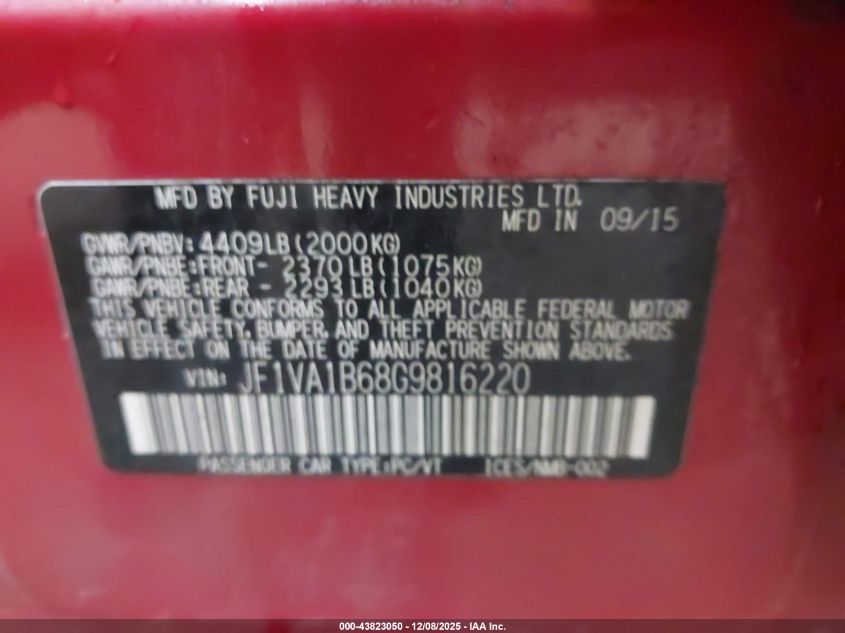 MFD BY FUJI HEAVY INDUSTRIES LTD.
MFD IN 09/15
GVWR/PNBV: 4409LB(2000KG)
GAWR/PNBE:FRONT- 2370LB(1075KG)
GAWR/PNBE:REAR - 2293LB(1040KG)
THIS VEHICLE CONFORMS TO ALL APPLICABLE FEDERAL MOTOR
VEHICLE SAFETY, BUMPER, AND THEFT PREVENTION STANDARDS
IN EFFECT ON THE DATE OF MANUFACTURE SHOWN ABOVE.
VIN: JF1VA1B68G9816220
PASSENGER CAR TYPE:PC/VT ICES/NMB-002
000-43823050 - 12/08/2025 - IAA Inc.